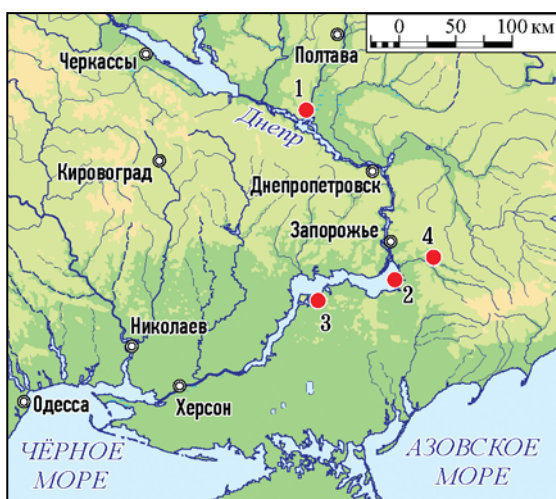 0 50 100 км
Полтава
Черкассы
1
Днепр
Кировоград
Днепропетровск
Запорожье
4
2
3
Николаев
Херсон
Одесса
ЧЁРНОЕ
МОРЕ
АЗОВСКОЕ
МОРЕ